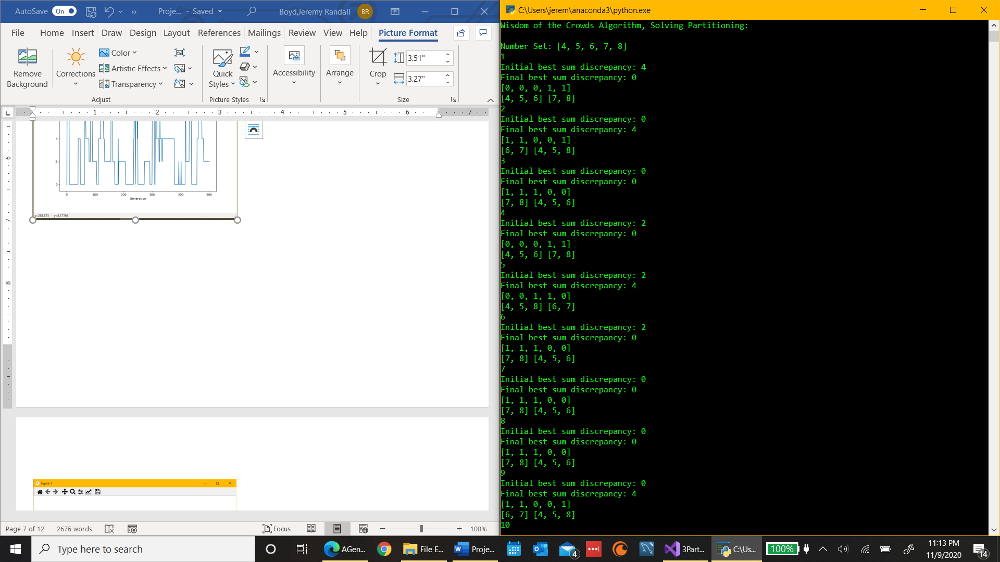 AutoSave On Proje... - Saved Boyd,Jeremy Randall BR
File Home Insert Draw Design Layout References Mailings Review View Help Picture Format
Remove Background
Corrections
Color
Artistic Effects
Transparency
Adjust
Quick Styles
Picture Styles
Accessibility
Arrange
Crop
3.51"
3.27"
Size
L 1 2 3 4 5 6 7
6
7
8
4
2
0
0 100 200 300 400 500
Generation
x=281.873 y=8.17766
Figure 1
Page 7 of 12 2676 words Focus 100%
C:\Users\jerem\anaconda3\python.exe
Wisdom of the Crowds Algorithm, Solving Partitioning:
Number Set: [4, 5, 6, 7, 8]
1
Initial best sum discrepancy: 4
Final best sum discrepancy: 0
[0, 0, 0, 1, 1]
[4, 5, 6] [7, 8]
2
Initial best sum discrepancy: 0
Final best sum discrepancy: 4
[1, 1, 0, 0, 1]
[6, 7] [4, 5, 8]
3
Initial best sum discrepancy: 0
Final best sum discrepancy: 0
[1, 1, 1, 0, 0]
[7, 8] [4, 5, 6]
4
Initial best sum discrepancy: 2
Final best sum discrepancy: 0
[0, 0, 0, 1, 1]
[4, 5, 6] [7, 8]
5
Initial best sum discrepancy: 2
Final best sum discrepancy: 4
[0, 0, 1, 1, 0]
[4, 5, 8] [6, 7]
6
Initial best sum discrepancy: 2
Final best sum discrepancy: 0
[1, 1, 1, 0, 0]
[7, 8] [4, 5, 6]
7
Initial best sum discrepancy: 0
Final best sum discrepancy: 0
[1, 1, 1, 0, 0]
[7, 8] [4, 5, 6]
8
Initial best sum discrepancy: 0
Final best sum discrepancy: 0
[1, 1, 1, 0, 0]
[7, 8] [4, 5, 6]
9
Initial best sum discrepancy: 0
Final best sum discrepancy: 4
[1, 1, 0, 0, 1]
[6, 7] [4, 5, 8]
10
Type here to search AGen... File E... Proje... 4 3Part... C:\Us... 100% 11:13 PM
11/9/2020 14